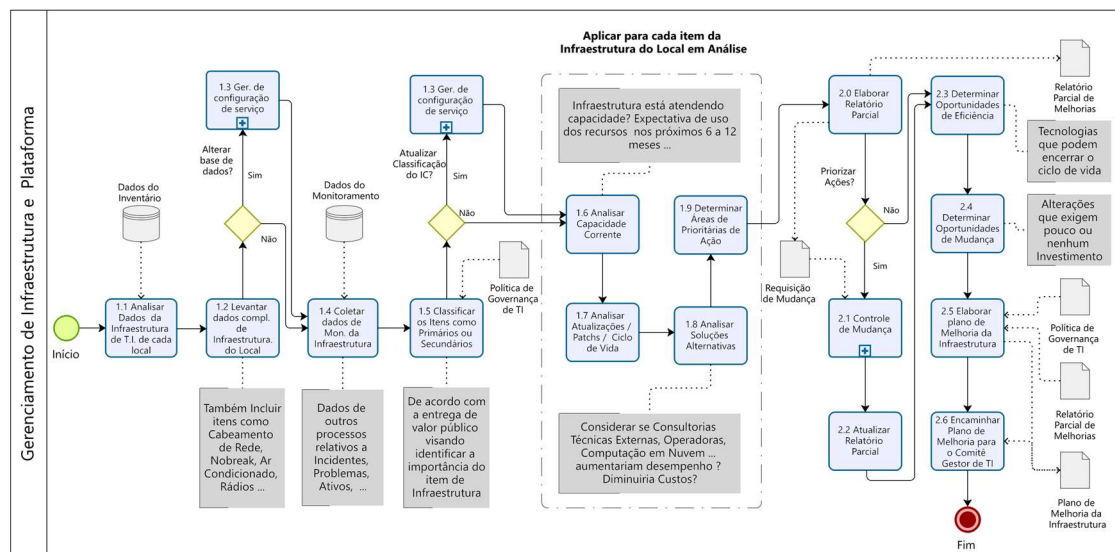 Gerenciamento de Infraestrutura e Plataforma
Início
Dados do
Inventário
1.1 Analisar
Dados da
Infraestrutura
de T.I. de cada
local
1.2 Levantar
dados compl. de
Infraestrutura.
do Local
Também Incluir
itens como
Cabeamento de
Rede,
Nobreak, Ar
Condicionado,
Rádios ...
Alterar
base de
dados?
Sim
Não
1.3 Ger. de
configuração
de serviço
Dados do
Monitoramento
1.4 Coletar
dados de
Mon. da
Infraestrutura
Dados de
outros
processos
relativos a
Incidentes,
Problemas,
Ativos, ...
1.5 Classificar
os Itens como
Primários ou
Secundários
De acordo com
a entrega de
valor público
visando
identificar a
importância do
item de
Infraestrutura
Política de
Governança
de TI
Atualizar
Classificação
do IC?
Sim
Não
1.3 Ger. de
configuração
de serviço
Aplicar para cada item da
Infraestrutura do Local em Análise
Infraestrutura está atendendo
capacidade? Expectativa de uso
dos recursos nos próximos 6 a 12
meses ...
1.6 Analisar
Capacidade
Corrente
1.7 Analisar
Atualizações /
Patchs / Ciclo
de Vida
1.8 Analisar
Soluções
Alternativas
1.9 Determinar
Áreas de
Prioritárias de
Ação
Considerar se Consultorias
Técnicas Externas, Operadoras,
Computação em Nuvem ...
aumentariam desempenho ?
Diminuiria Custos?
2.0 Elaborar
Relatório
Parcial
Relatório
Parcial de
Melhorias
Priorizar
Ações?
Não
Sim
Requisição
de Mudança
2.1 Controle
de Mudança
2.2 Atualizar
Relatório
Parcial
2.3 Determinar
Oportunidades
de Eficiência
Tecnologias
que podem
encerrar o
ciclo de vida
2.4
Determinar
Oportunidades
de Mudança
Alterações
que exigem
pouco ou
nenhum
Investimento
2.5 Elaborar
plano de
Melhoria da
Infraestrutura
Política de
Governança
de TI
Relatório
Parcial de
Melhorias
2.6 Encaminhar
Plano de
Melhoria para
o Comitê
Gestor de TI
Plano de
Melhoria da
Infraestrutura
Fim